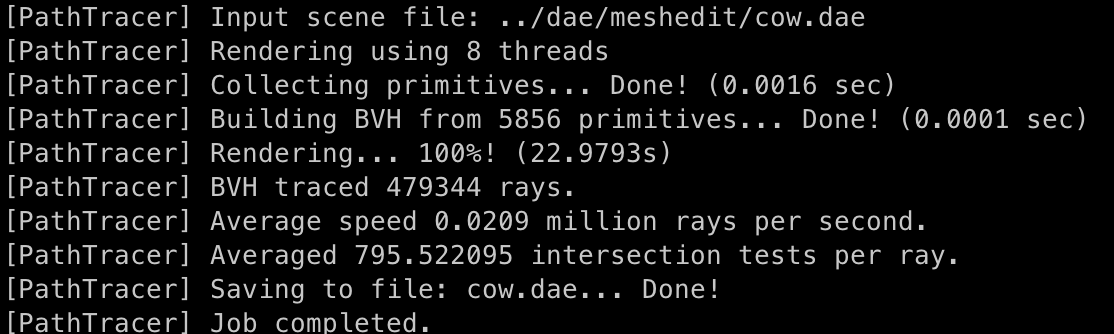 [PathTracer] Input scene file: ../dae/meshedit/cow.dae
[PathTracer] Rendering using 8 threads
[PathTracer] Collecting primitives... Done! (0.0016 sec)
[PathTracer] Building BVH from 5856 primitives... Done! (0.0001 sec)
[PathTracer] Rendering... 100%! (22.9793s)
[PathTracer] BVH traced 479344 rays.
[PathTracer] Average speed 0.0209 million rays per second.
[PathTracer] Averaged 795.522095 intersection tests per ray.
[PathTracer] Saving to file: cow.dae... Done!
[PathTracer] Job completed.